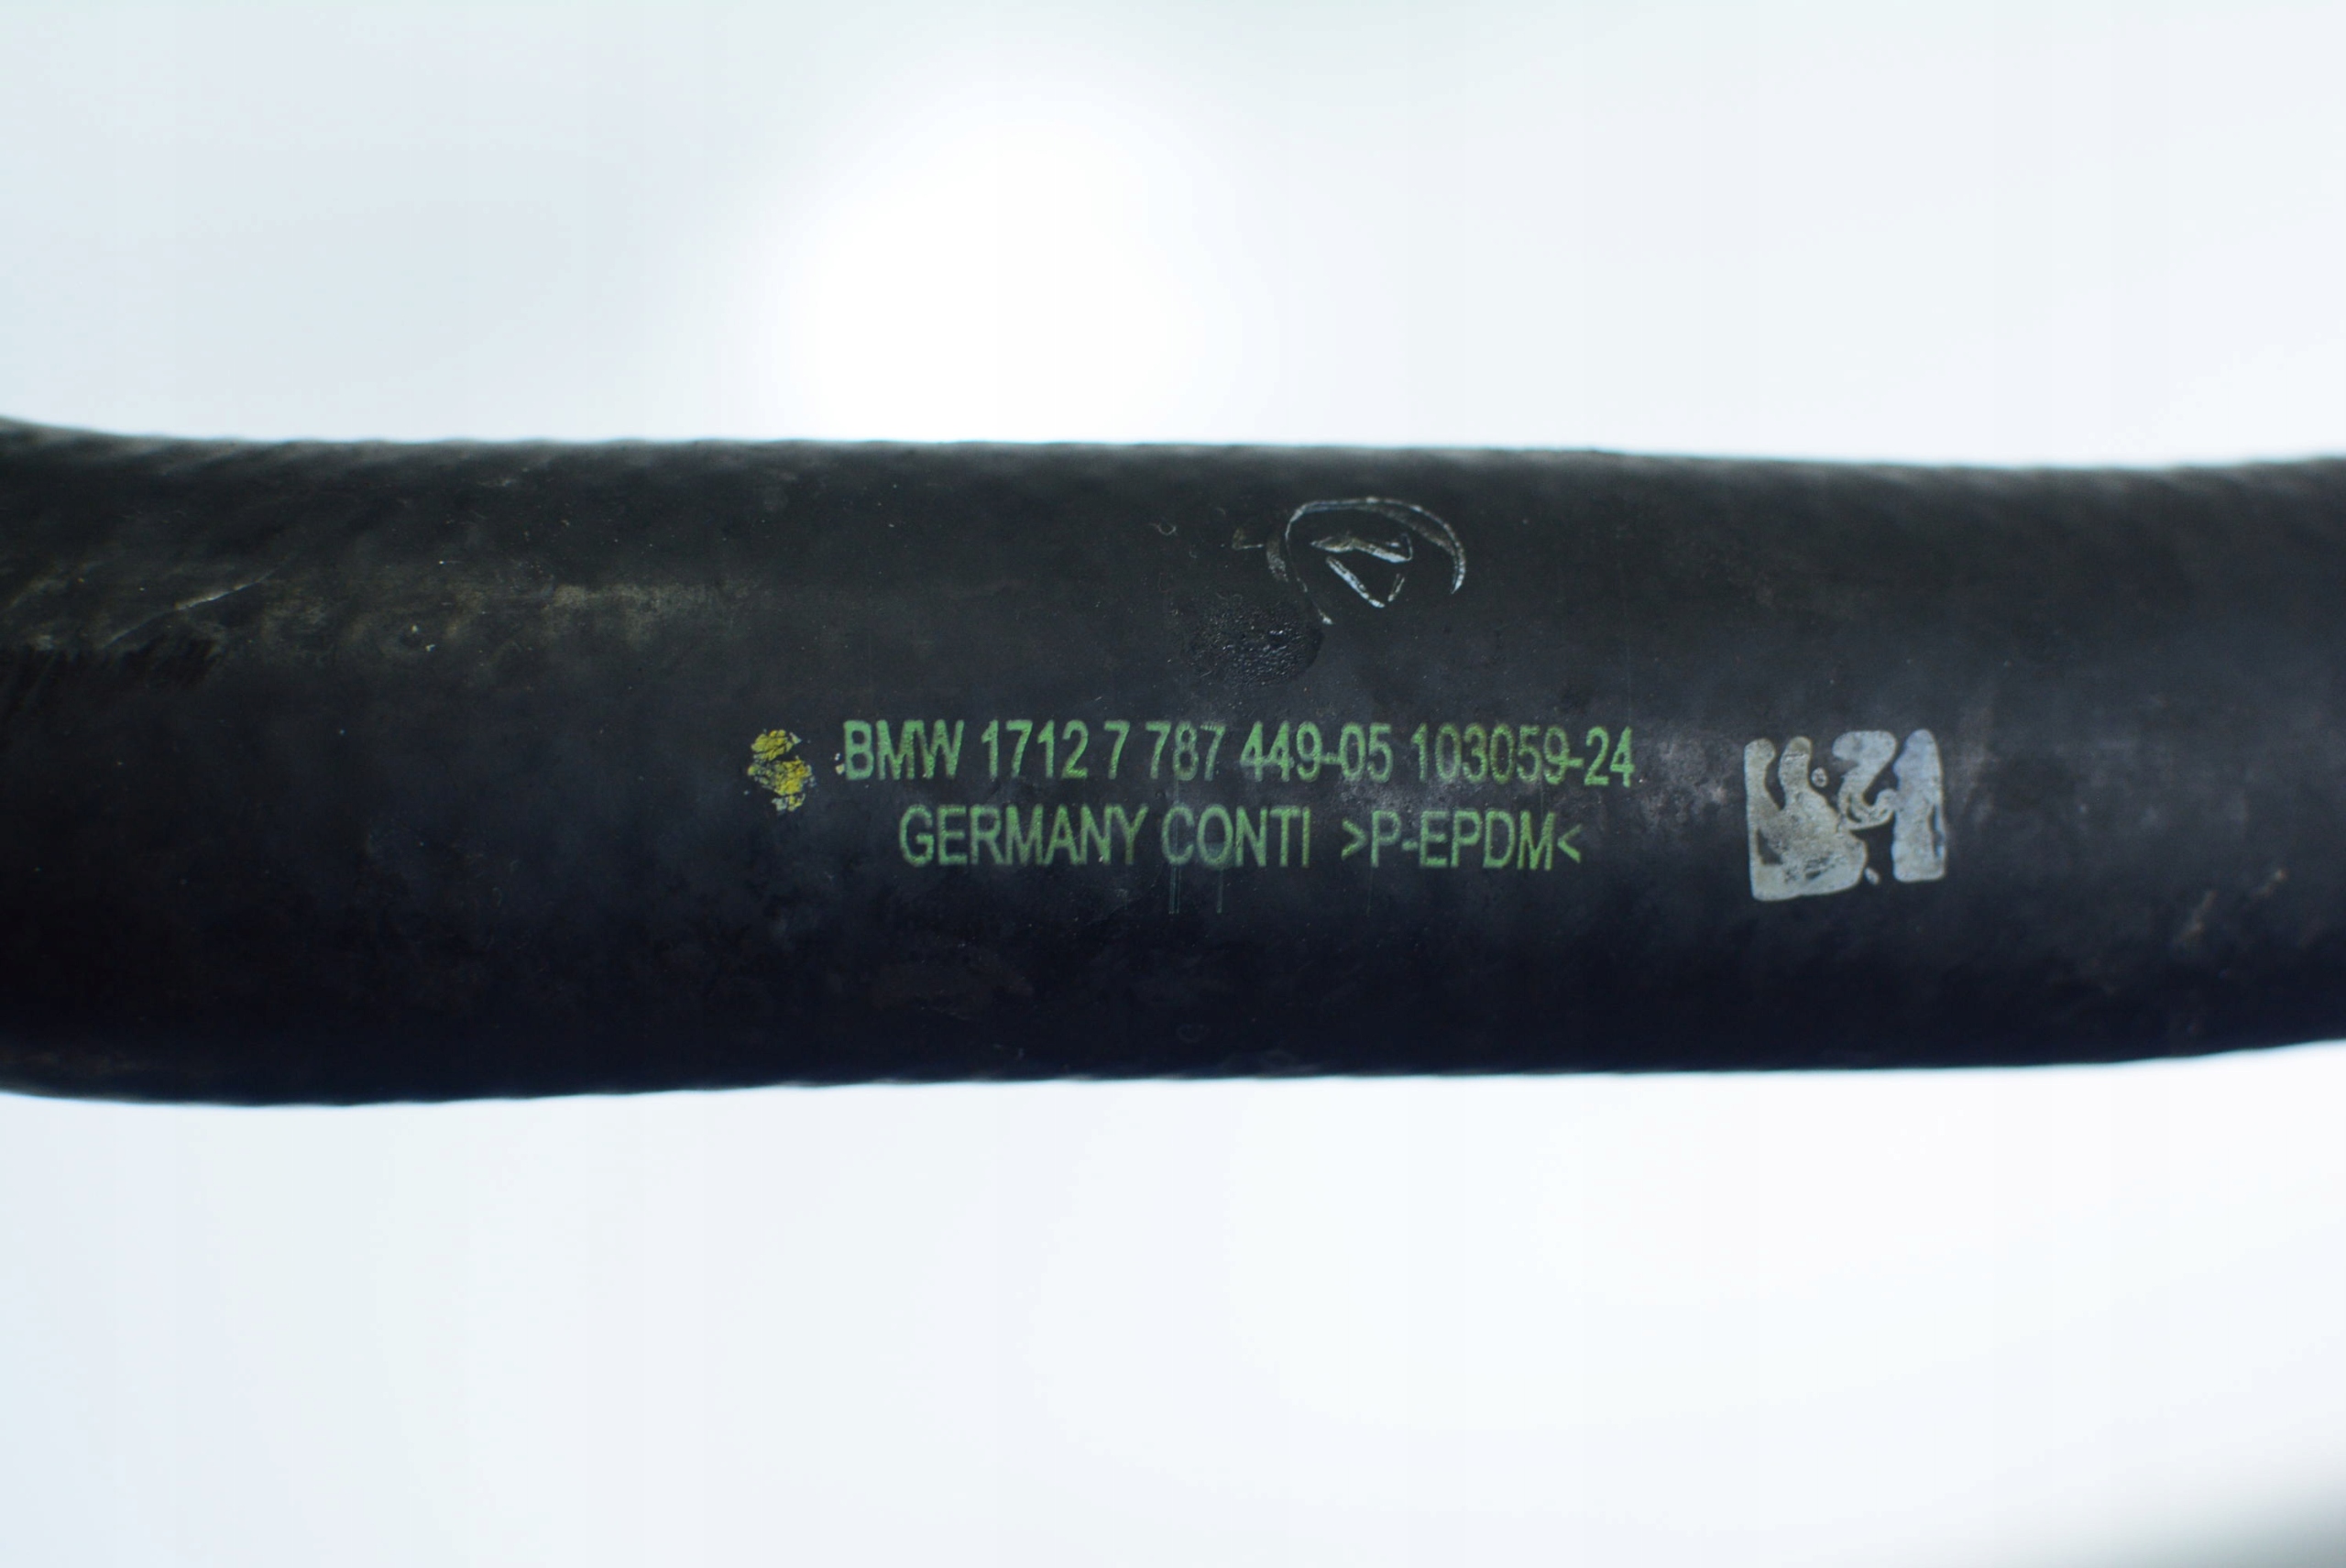 BMW 1712 7 787 449-05 103059-24
GERMANY CONTI >P-EPDM<